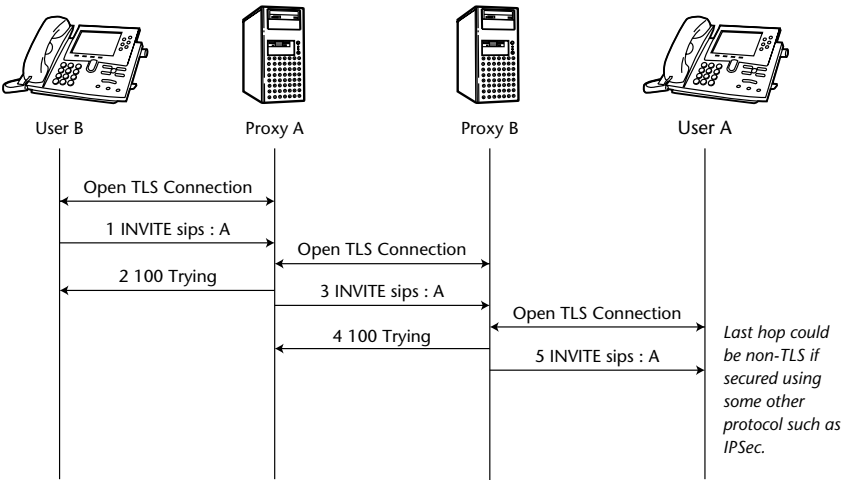 User B
Proxy A
Proxy B
User A
Open TLS Connection
1 INVITE sips : A
Open TLS Connection
2 100 Trying
3 INVITE sips : A
Open TLS Connection
4 100 Trying
5 INVITE sips : A
Last hop could
be non-TLS if
secured using
some other
protocol such as
IPSec.